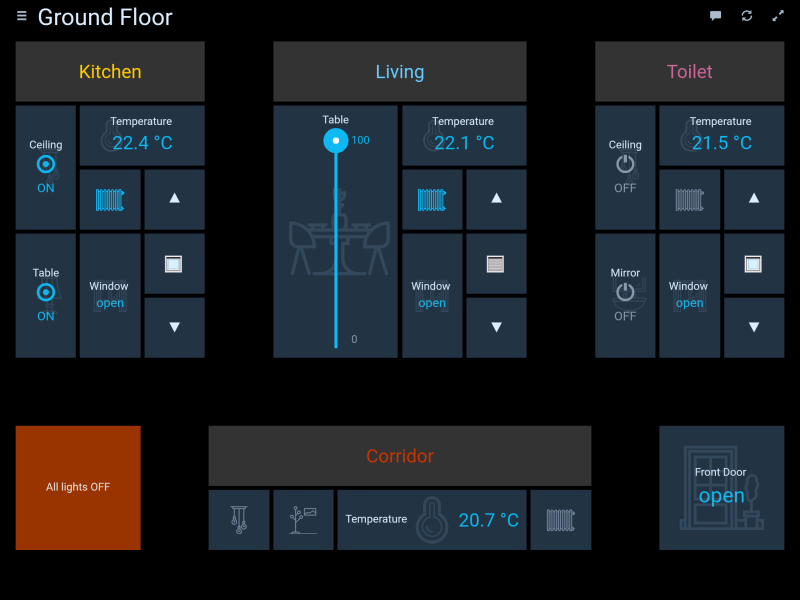 Ground Floor
Kitchen
Living
Toilet
Ceiling
ON
Temperature
22.4 °C
Table
ON
Window
open
Table
100
0
Temperature
22.1 °C
Window
open
Ceiling
OFF
Temperature
21.5 °C
Mirror
OFF
Window
open
All lights OFF
Corridor
Temperature
20.7 °C
Front Door
open